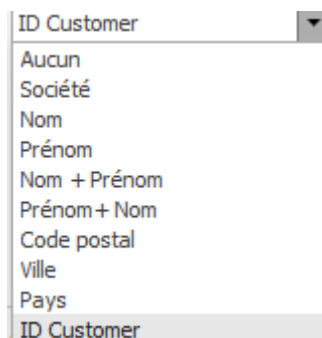 ID Customer
Aucun
Société
Nom
Prénom
Nom + Prénom
Prénom+ Nom
Code postal
Ville
Pays
ID Customer